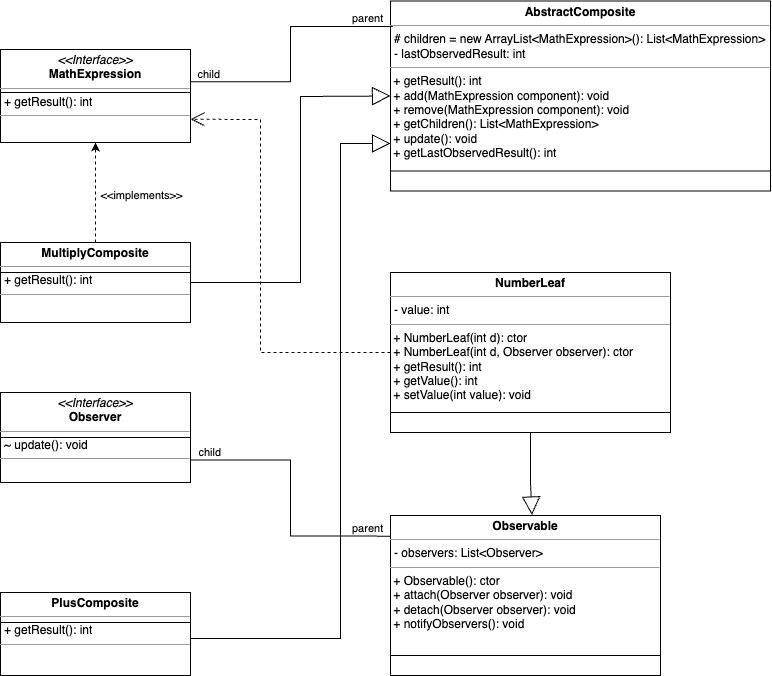 parent
AbstractComposite
# children = new ArrayList<MathExpression>(): List<MathExpression>
- lastObservedResult: int
+ getResult(): int
+ add(MathExpression component): void
+ remove(MathExpression component): void
+ getChildren(): List<MathExpression>
+ update(): void
+ getLastObservedResult(): int
<<Interface>>
MathExpression
+ getResult(): int
child
<<implements>>
MultiplyComposite
+ getResult(): int
NumberLeaf
- value: int
+ NumberLeaf(int d): ctor
+ NumberLeaf(int d, Observer observer): ctor
+ getResult(): int
+ getValue(): int
+ setValue(int value): void
<<Interface>>
Observer
~ update(): void
child
parent
Observable
- observers: List<Observer>
+ Observable(): ctor
+ attach(Observer observer): void
+ detach(Observer observer): void
+ notifyObservers(): void
PlusComposite
+ getResult(): int